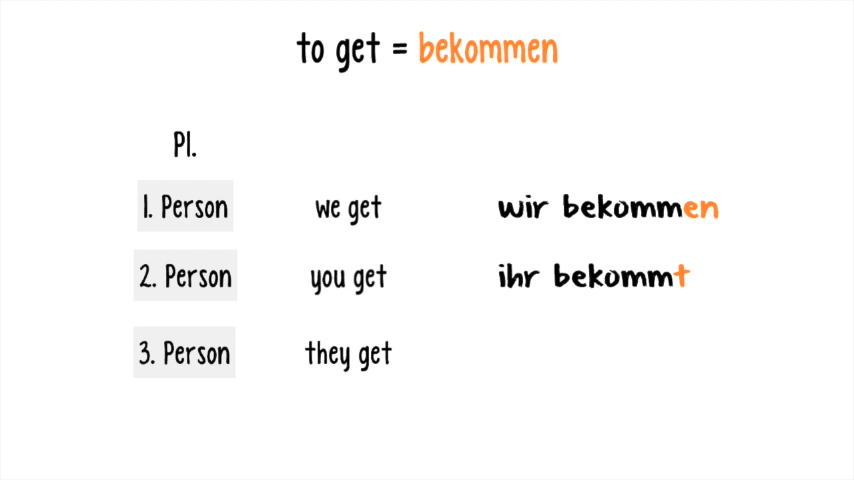 to get = bekommen
Pl.
1. Person we get wir bekommen
2. Person you get ihr bekommt
3. Person they get